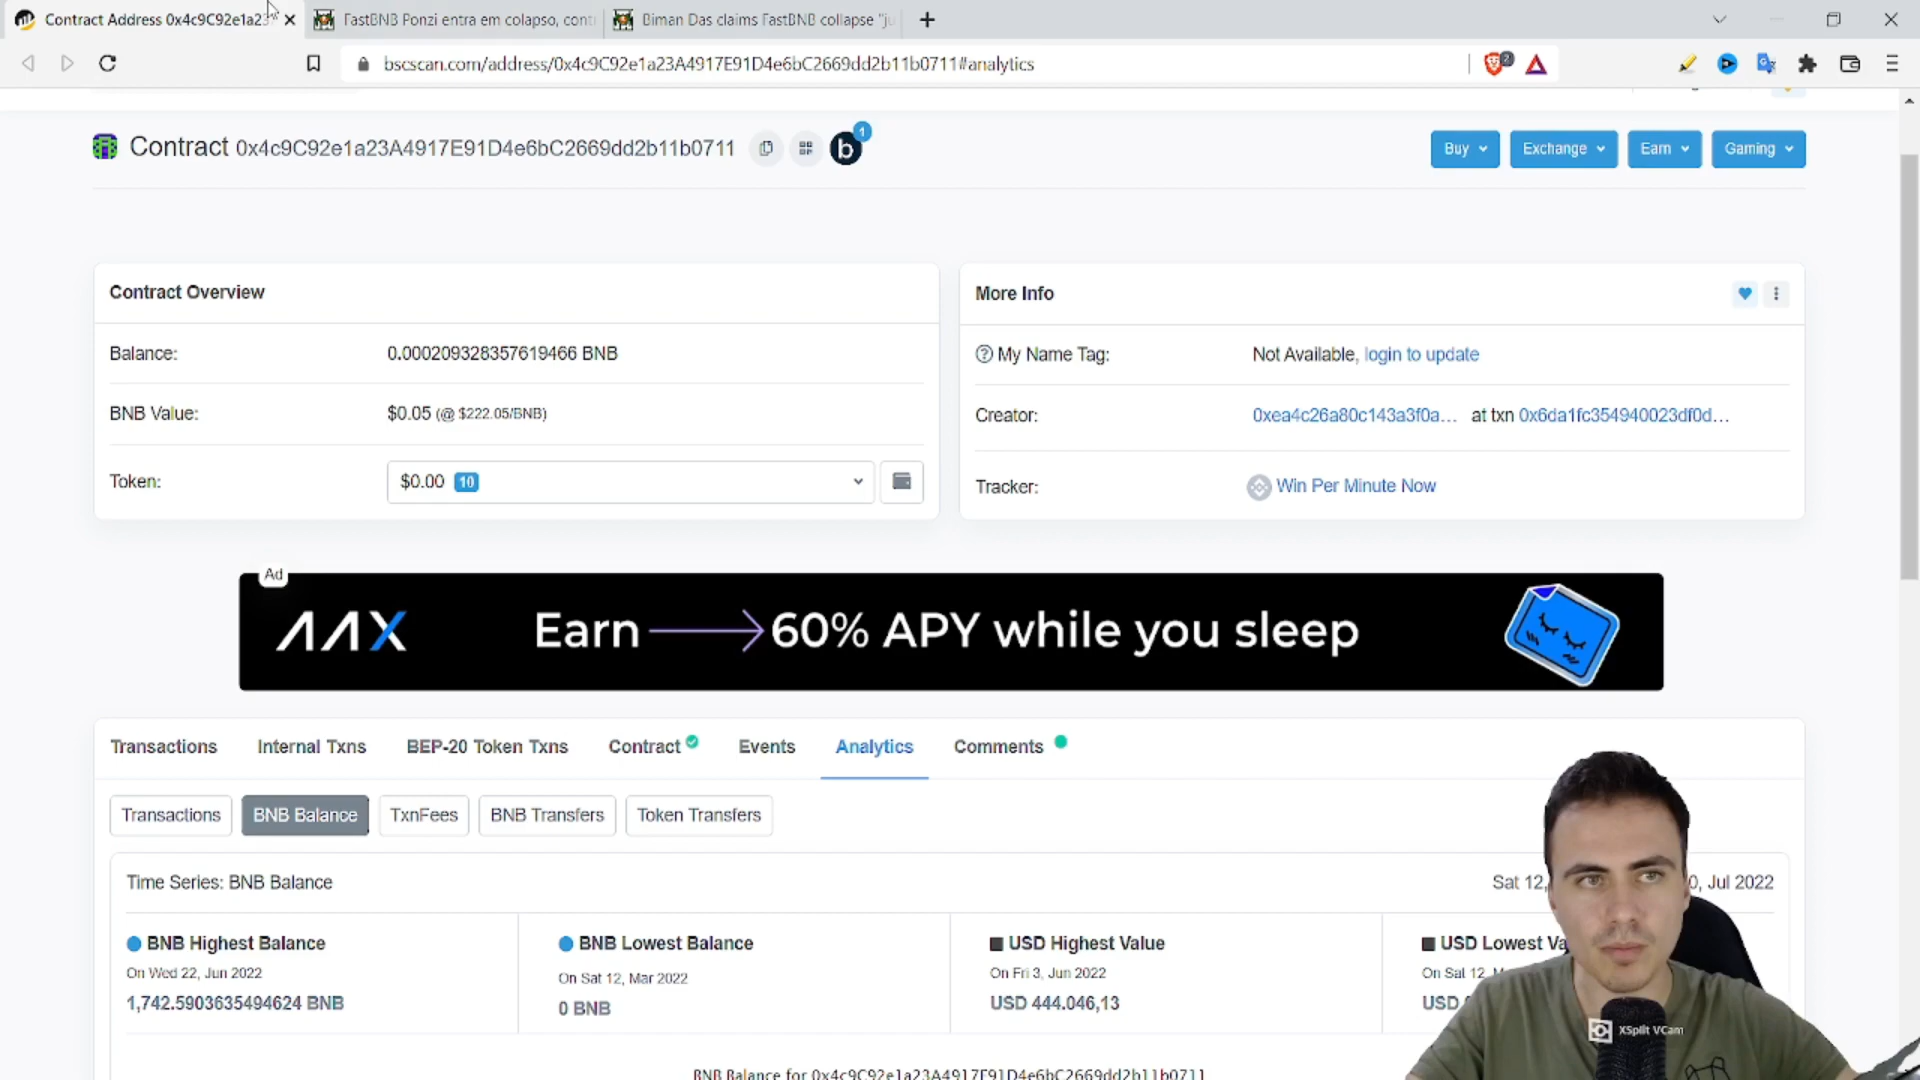 Contract Address 0x4c9C92e1a23
FastBNB Ponzi entra em colapso, cont
Biman Das claims FastBNB collapse "ju
bscscan.com/address/0x4c9C92e1a23A4917E91D4e6bC2669dd2b11b0711#analytics
2
Contract 0x4c9C92e1a23A4917E91D4e6bC2669dd2b11b0711
b 1
Buy
Exchange
Earn
Gaming
Contract Overview
Balance: 0.000209328357619466 BNB
BNB Value: $0.05 (@ $222.05/BNB)
Token: $0.00 10
More Info
My Name Tag: Not Available, login to update
Creator: 0xea4c26a80c143a3f0a... at txn 0x6da1fc354940023df0d...
Tracker: Win Per Minute Now
Ad
AAX Earn 60% APY while you sleep
Transactions Internal Txns BEP-20 Token Txns Contract Events Analytics Comments
Transactions BNB Balance TxnFees BNB Transfers Token Transfers
Time Series: BNB Balance
Sat 12, 0, Jul 2022
BNB Highest Balance
On Wed 22, Jun 2022
1,742.5903635494624 BNB
BNB Lowest Balance
On Sat 12, Mar 2022
0 BNB
USD Highest Value
On Fri 3, Jun 2022
USD 444.046,13
USD Lowest Va
On Sat 12,
USD
XSplit VCam
BNB Balance for 0x4c9C92e1a23A4917E91D4e6bC2669dd2b11b0711